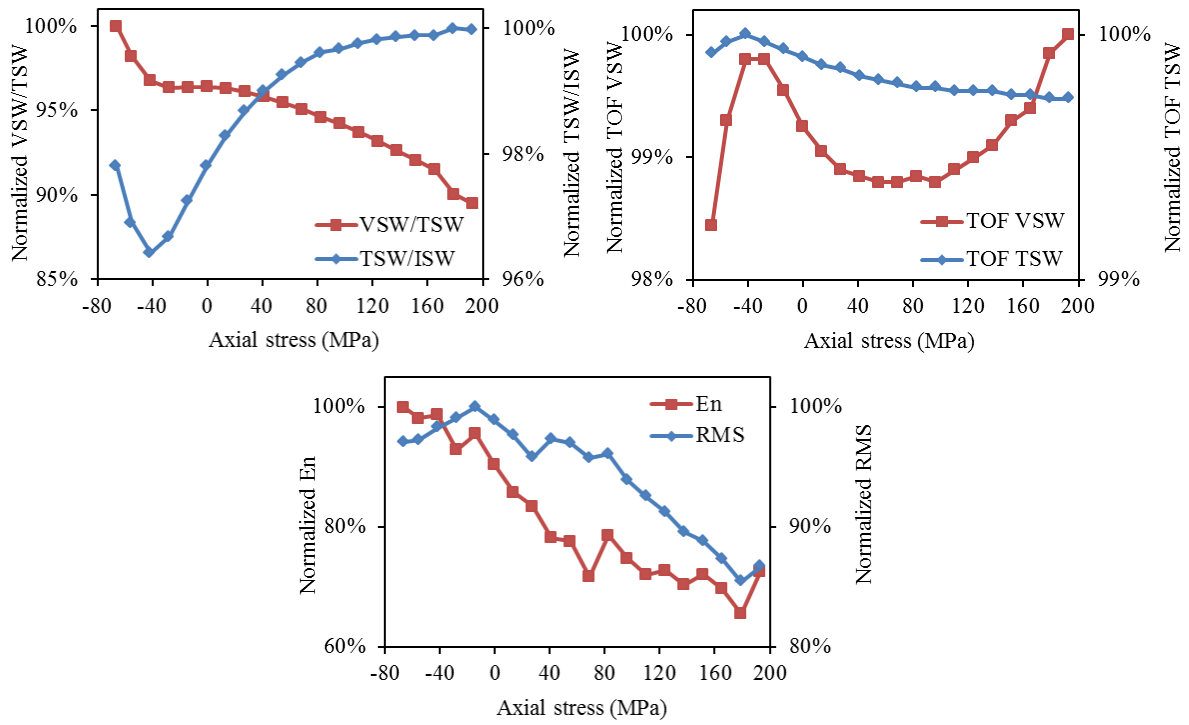 Normalized VSW/TSW
100%
95%
90%
85%
100%
98%
96%
Normalized TSW/ISW
VSW/TSW
TSW/ISW
-80 -40 0 40 80 120 160 200
Axial stress (MPa)
Normalized TOF VSW
100%
99%
98%
100%
99%
Normalized TOF TSW
TOF VSW
TOF TSW
-80 -40 0 40 80 120 160 200
Axial stress (MPa)
Normalized En
100%
80%
60%
100%
90%
80%
Normalized RMS
En
RMS
-80 -40 0 40 80 120 160 200
Axial stress (MPa)